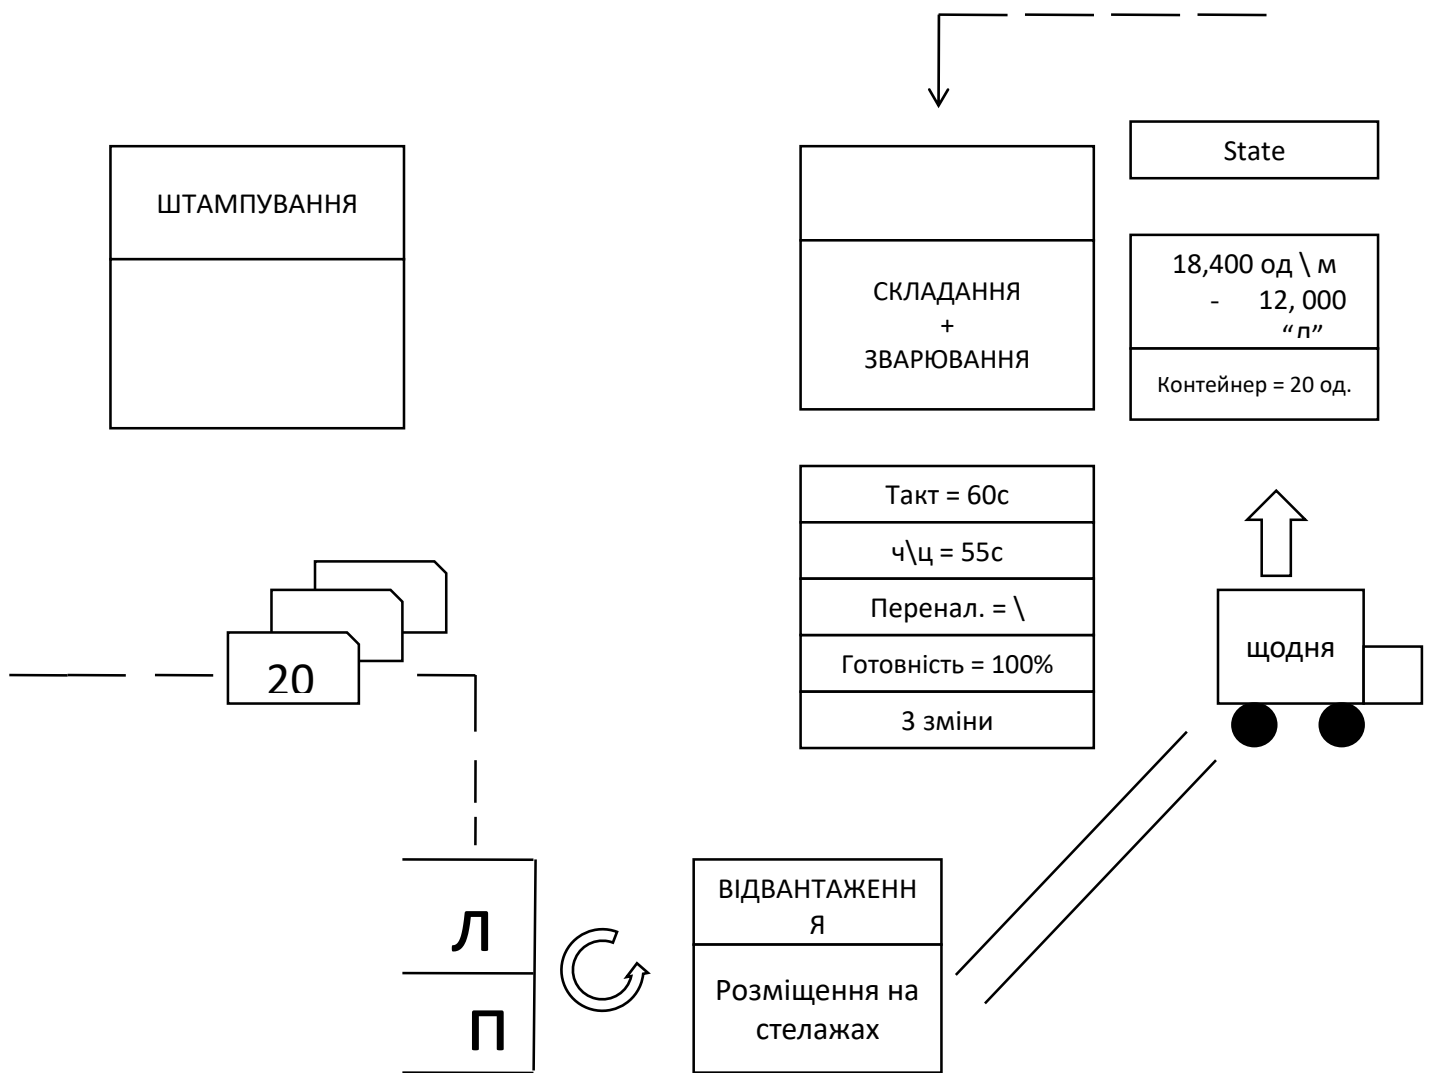 State
ШТАМПУВАННЯ
18,400 од \ м
- 12, 000
СКЛАДАННЯ
+
ЗВАРЮВАННЯ
Контейнер = 20 од.
Такт = 60с
ч\ц = 55с
Перенал. = \
Готовність = 100%
3 зміни
щодня
20
ВІДВАНТАЖЕНН
Я
Розміщення на
стелажах
Л
П